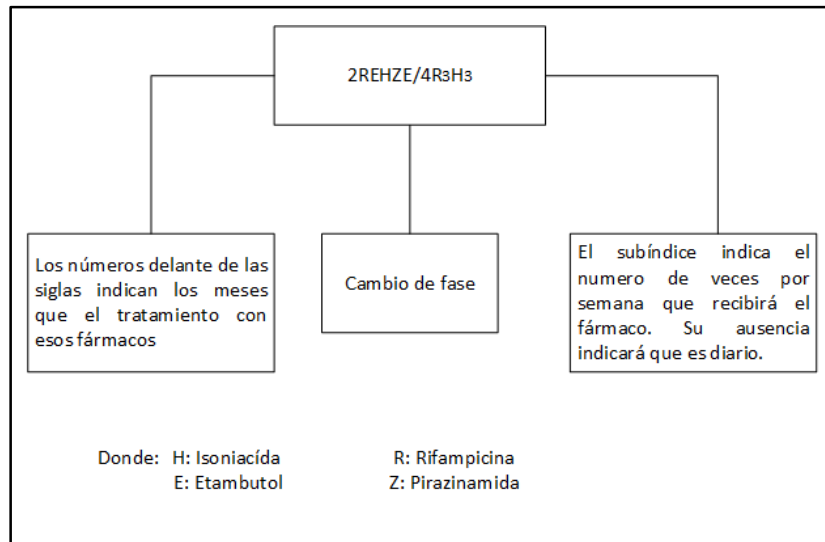 2REHZE/4R3H3
Los números delante de las
siglas indican los meses
que el tratamiento con
esos fármacos
Cambio de fase
El subíndice indica el
numero de veces por
semana que recibirá el
fármaco. Su ausencia
indicará que es diario.
Donde: H: Isoniacída R: Rifampicina
E: Etambutol Z: Pirazinamida